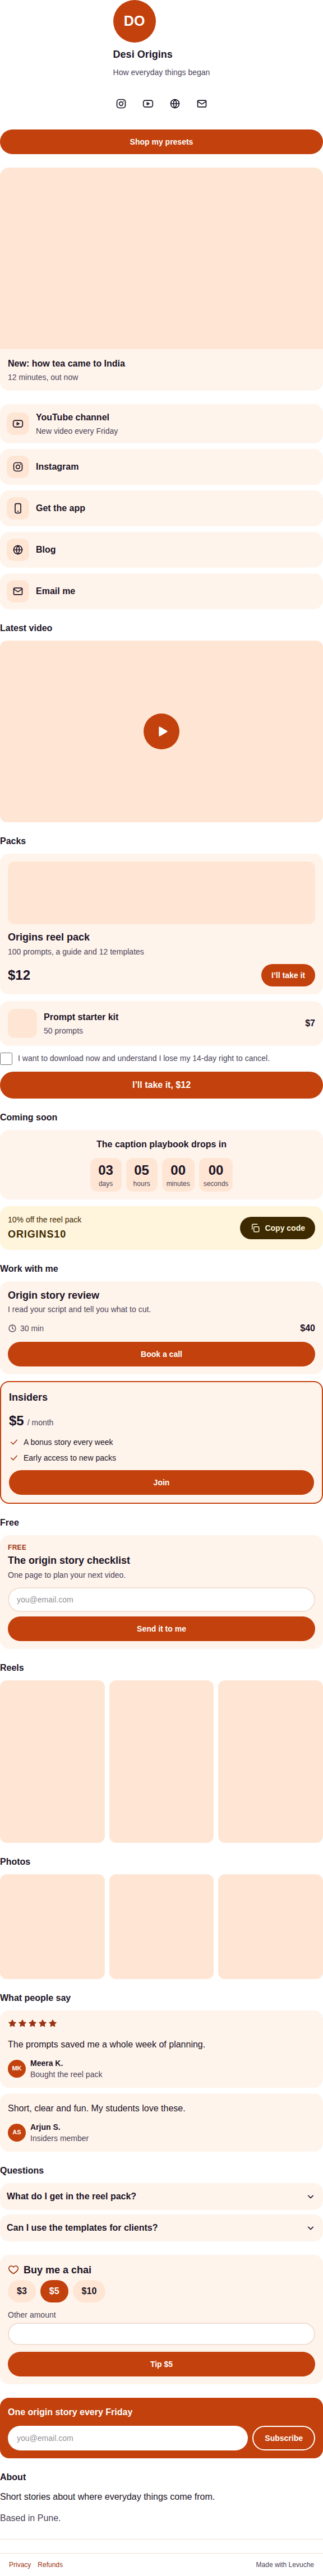 DO
Desi Origins
How everyday things began
Shop my presets
New: how tea came to India
12 minutes, out now
YouTube channel
New video every Friday
Instagram
Get the app
Blog
Email me
Latest video
Packs
Origins reel pack
100 prompts, a guide and 12 templates
$12
I'll take it
Prompt starter kit
50 prompts
$7
I want to download now and understand I lose my 14-day right to cancel.
I'll take it, $12
Coming soon
The caption playbook drops in
03 05 00 00
days hours minutes seconds
10% off the reel pack
ORIGINS10
Copy code
Work with me
Origin story review
I read your script and tell you what to cut.
30 min
$40
Book a call
Insiders
$5 / month
A bonus story every week
Early access to new packs
Join
Free
FREE
The origin story checklist
One page to plan your next video.
you@email.com
Send it to me
Reels
Photos
What people say
The prompts saved me a whole week of planning.
MK
Meera K.
Bought the reel pack
Short, clear and fun. My students love these.
AS
Arjun S.
Insiders member
Questions
What do I get in the reel pack?
Can I use the templates for clients?
Buy me a chai
$3 $5 $10
Other amount
Tip $5
One origin story every Friday
you@email.com
Subscribe
About
Short stories about where everyday things come from.
Based in Pune.
Privacy Refunds
Made with Levuche